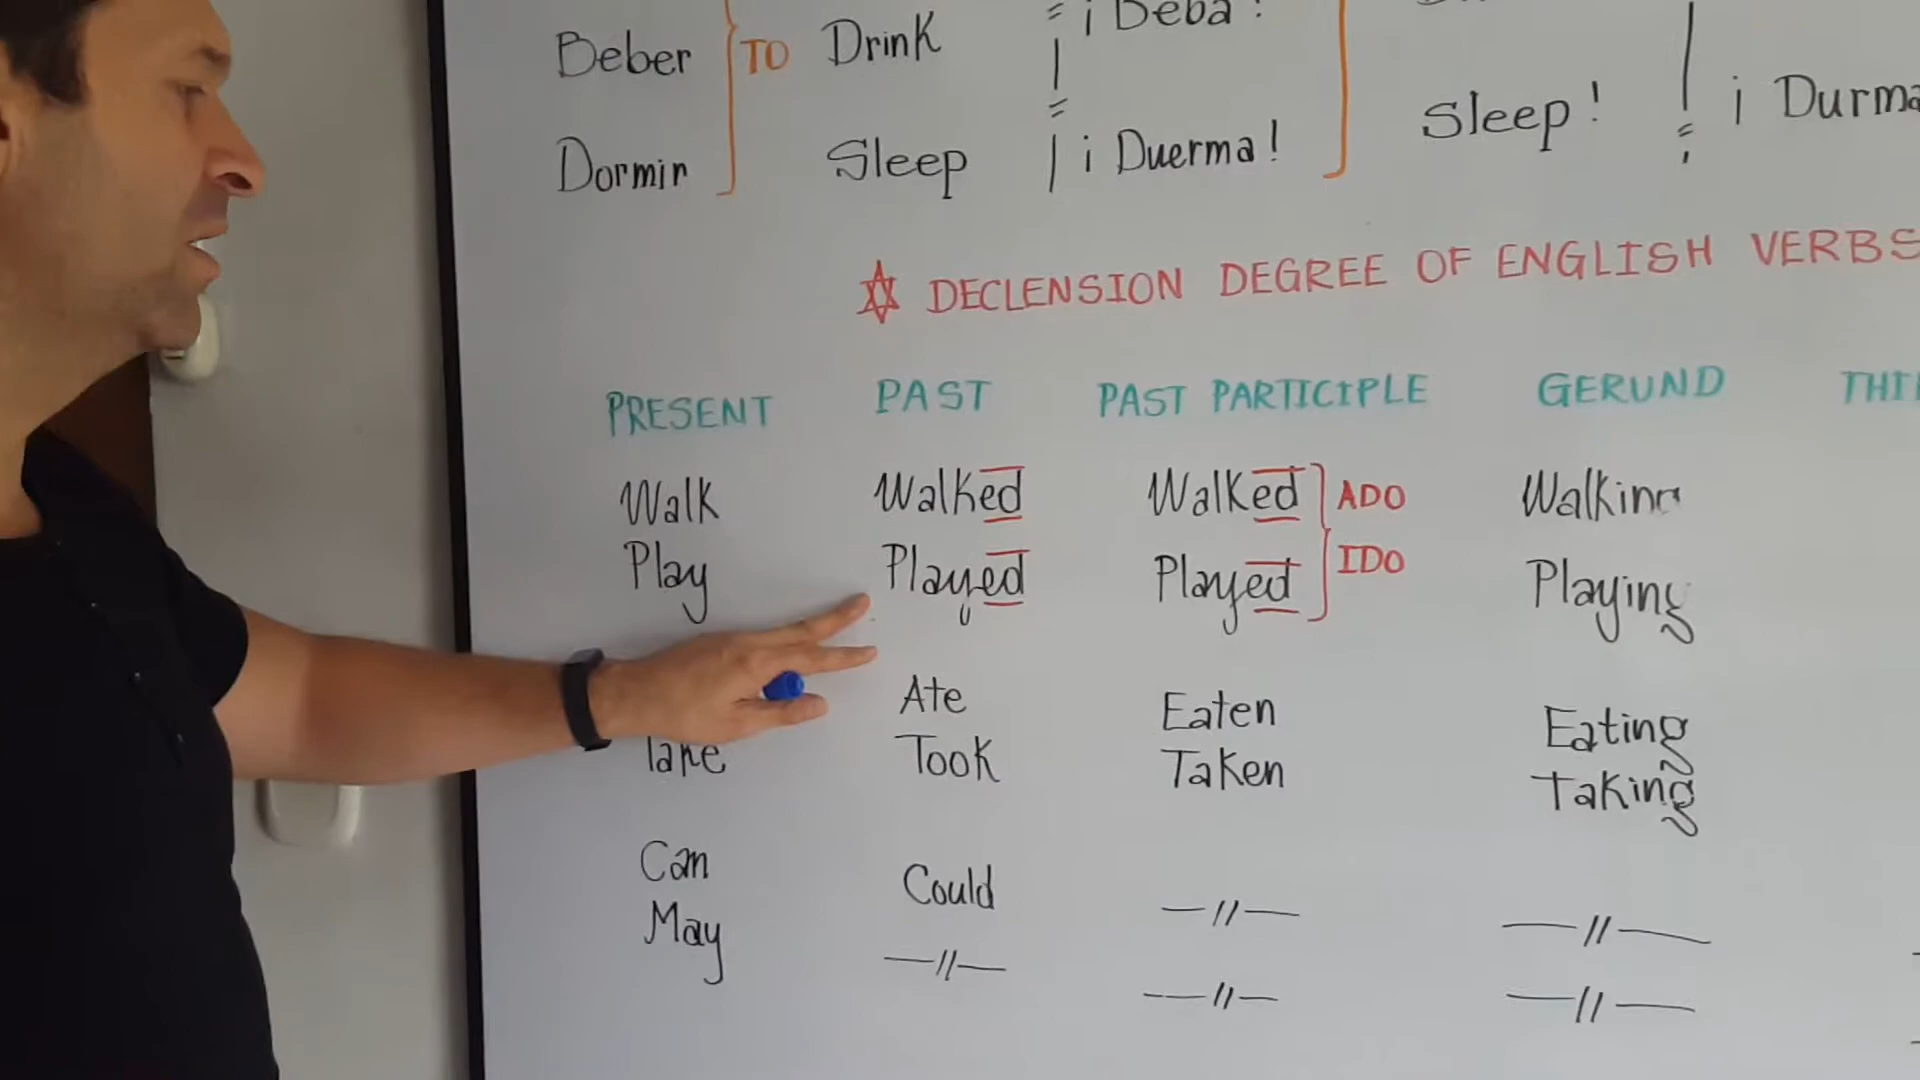 Beber TO Drink ¡ Beba !
Dormir Sleep ¡ Duerma! Sleep! ¡ Durma
DECLENSION DEGREE OF ENGLISH VERBS
PRESENT PAST PAST PARTICIPLE GERUND
Walk Walked Walked ADO Walking
Play Played Played IDO Playing
Ate Eaten Eating
Take Took Taken Taking
Can Could —//— —//—
May —//— —//— —//—